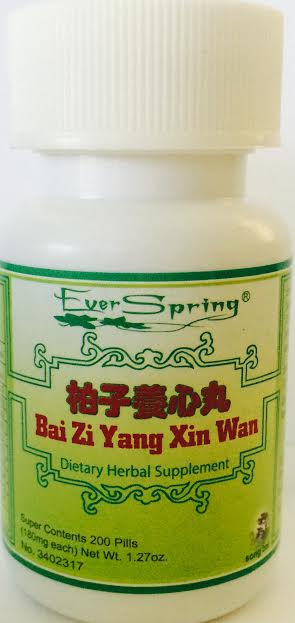 Ever Spring®
柏子養心丸
Bai Zi Yang Xin Wan
Dietary Herbal Supplement
Super Contents 200 Pills
(180mg each) Net Wt. 1.27oz.
No. 3402317
song